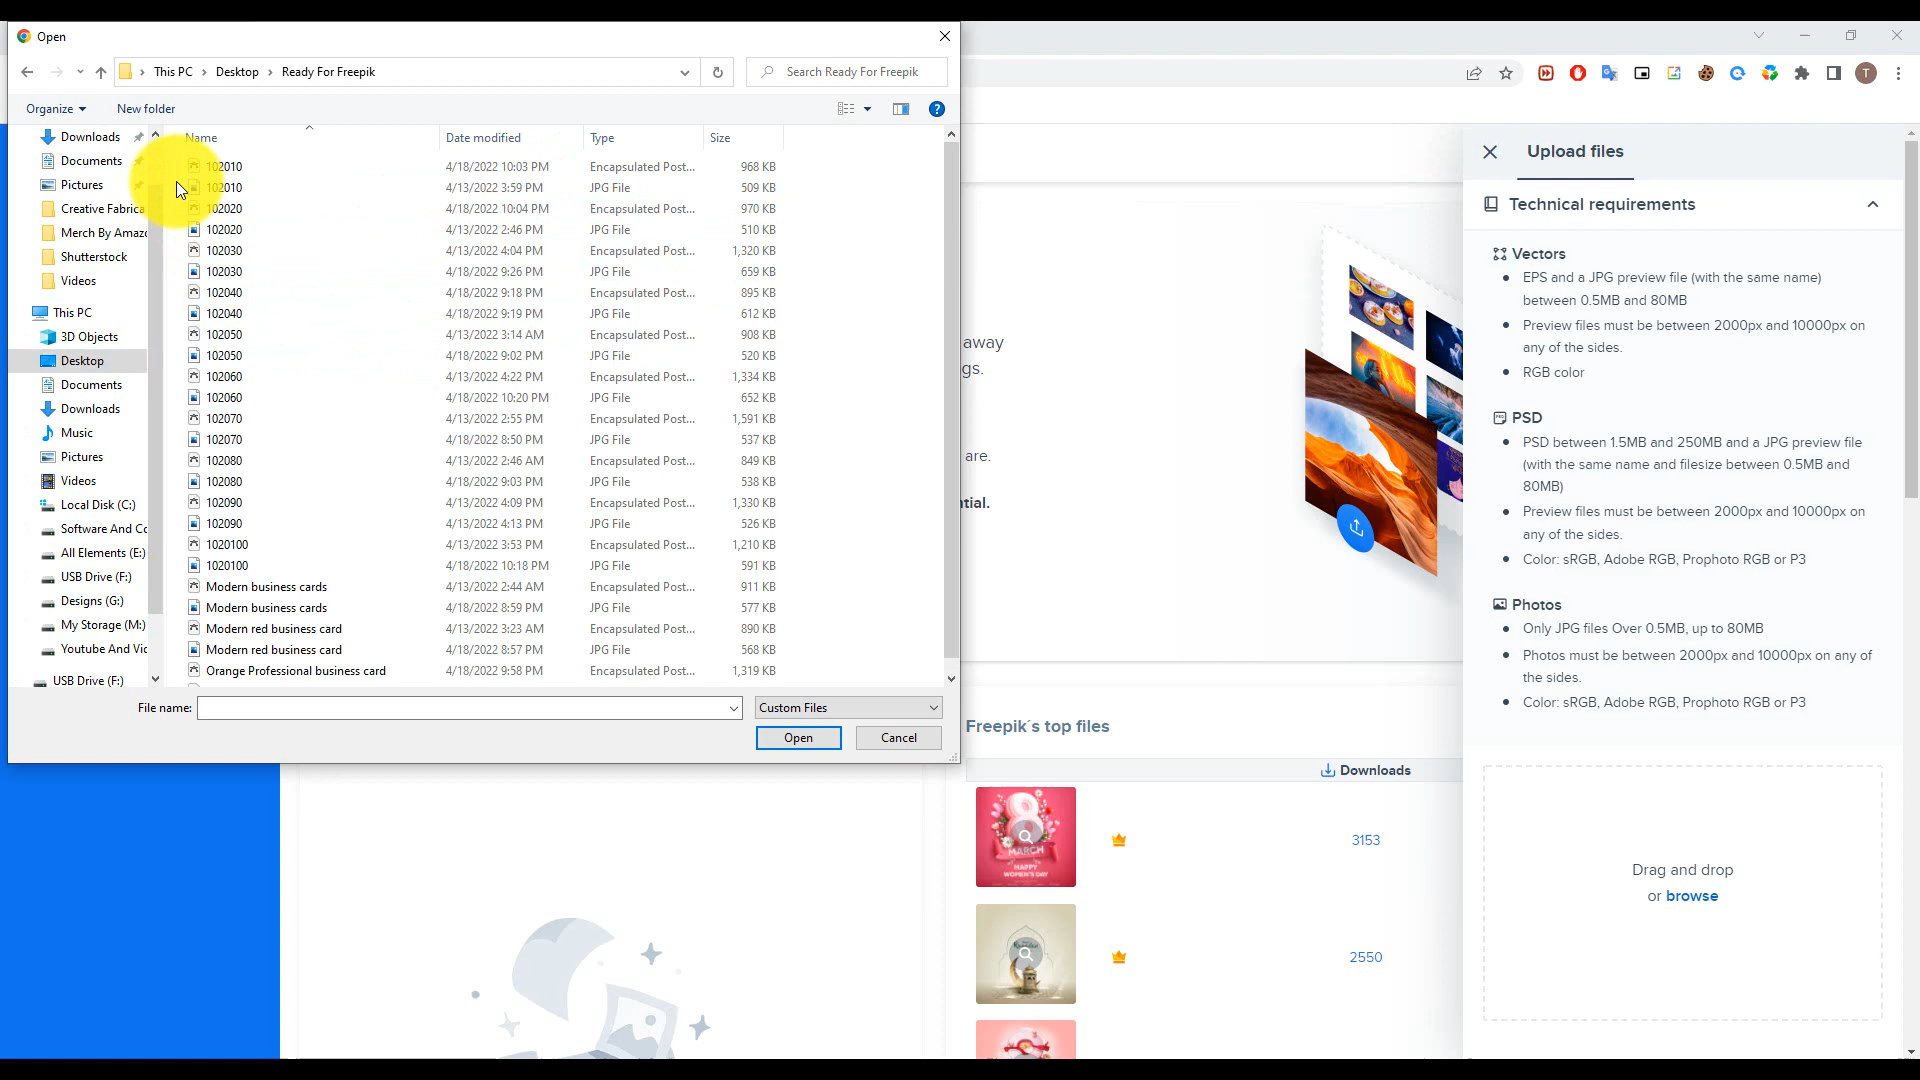 Open
This PC > Desktop > Ready For Freepik
Search Ready For Freepik
Organize
New folder
Downloads
Documents
Pictures
Creative Fabrica
Merch By Amaz
Shutterstock
Videos
This PC
3D Objects
Desktop
Documents
Downloads
Music
Pictures
Videos
Local Disk (C:)
Software And Co
All Elements (E:)
USB Drive (F:)
Designs (G:)
My Storage (M:)
Youtube And Vic
USB Drive (F:)
Name Date modified Type Size
102010 4/18/2022 10:03 PM Encapsulated Post... 968 KB
102010 4/13/2022 3:59 PM JPG File 509 KB
102020 4/18/2022 10:04 PM Encapsulated Post... 970 KB
102020 4/13/2022 2:46 PM JPG File 510 KB
102030 4/13/2022 4:04 PM Encapsulated Post... 1,320 KB
102030 4/18/2022 9:26 PM JPG File 659 KB
102040 4/18/2022 9:18 PM Encapsulated Post... 895 KB
102040 4/18/2022 9:19 PM JPG File 612 KB
102050 4/13/2022 3:14 AM Encapsulated Post... 908 KB
102050 4/18/2022 9:02 PM JPG File 520 KB
102060 4/13/2022 4:22 PM Encapsulated Post... 1,334 KB
102060 4/18/2022 10:20 PM JPG File 652 KB
102070 4/13/2022 2:55 PM Encapsulated Post... 1,591 KB
102070 4/18/2022 8:50 PM JPG File 537 KB
102080 4/13/2022 2:46 AM Encapsulated Post... 849 KB
102080 4/18/2022 9:03 PM JPG File 538 KB
102090 4/13/2022 4:09 PM Encapsulated Post... 1,330 KB
102090 4/13/2022 4:13 PM JPG File 526 KB
1020100 4/13/2022 3:53 PM Encapsulated Post... 1,210 KB
1020100 4/18/2022 10:18 PM JPG File 591 KB
Modern business cards 4/13/2022 2:44 AM Encapsulated Post... 911 KB
Modern business cards 4/18/2022 8:59 PM JPG File 577 KB
Modern red business card 4/13/2022 3:23 AM Encapsulated Post... 890 KB
Modern red business card 4/18/2022 8:57 PM JPG File 568 KB
Orange Professional business card 4/18/2022 9:58 PM Encapsulated Post... 1,319 KB
File name:
Custom Files
Open
Cancel
T
away
gs.
are.
tial.
Freepik´s top files
Downloads
8
MARCH
HAPPY
WOMEN'S DAY
3153
2550
Upload files
Technical requirements
Vectors
• EPS and a JPG preview file (with the same name)
between 0.5MB and 80MB
• Preview files must be between 2000px and 10000px on
any of the sides.
• RGB color
PSD
• PSD between 1.5MB and 250MB and a JPG preview file
(with the same name and filesize between 0.5MB and
80MB)
• Preview files must be between 2000px and 10000px on
any of the sides.
• Color: sRGB, Adobe RGB, Prophoto RGB or P3
Photos
• Only JPG files Over 0.5MB, up to 80MB
• Photos must be between 2000px and 10000px on any of
the sides.
• Color: sRGB, Adobe RGB, Prophoto RGB or P3
Drag and drop
or browse